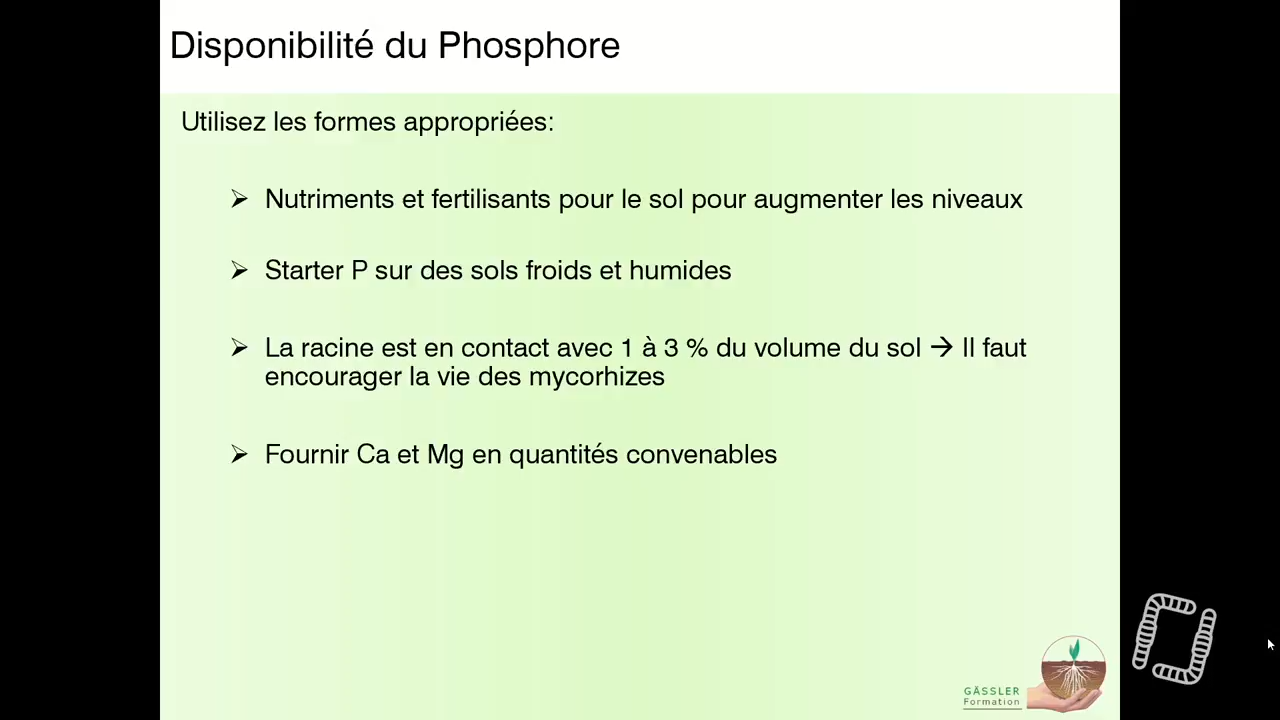 Disponibilité du Phosphore
Utilisez les formes appropriées:
➢ Nutriments et fertilisants pour le sol pour augmenter les niveaux
➢ Starter P sur des sols froids et humides
➢ La racine est en contact avec 1 à 3 % du volume du sol → Il faut
encourager la vie des mycorhizes
➢ Fournir Ca et Mg en quantités convenables
GÄSSLER
Formation